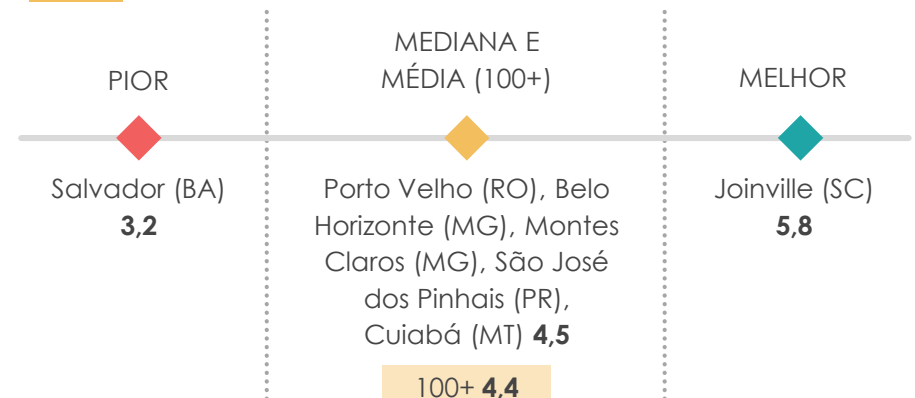 PIOR
Salvador (BA)
3,2
MEDIANA E
MÉDIA (100+)
Porto Velho (RO), Belo
Horizonte (MG), Montes
Claros (MG), São José
dos Pinhais (PR),
Cuiabá (MT) 4,5
100+ 4,4
MELHOR
Joinville (SC)
5,8